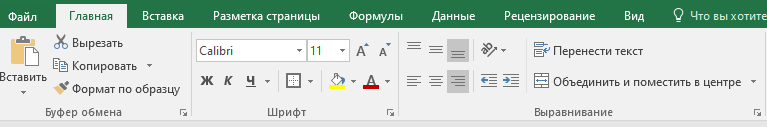 Файл Главная Вставка Разметка страницы Формулы Данные Рецензирование Вид Что вы хотите
Вырезать
Calibri 11 А А
Перенести текст
Копировать
Вставить
Ж К Ч А
Формат по образцу
Объединить и поместить в центре
Буфер обмена Шрифт Выравнивание